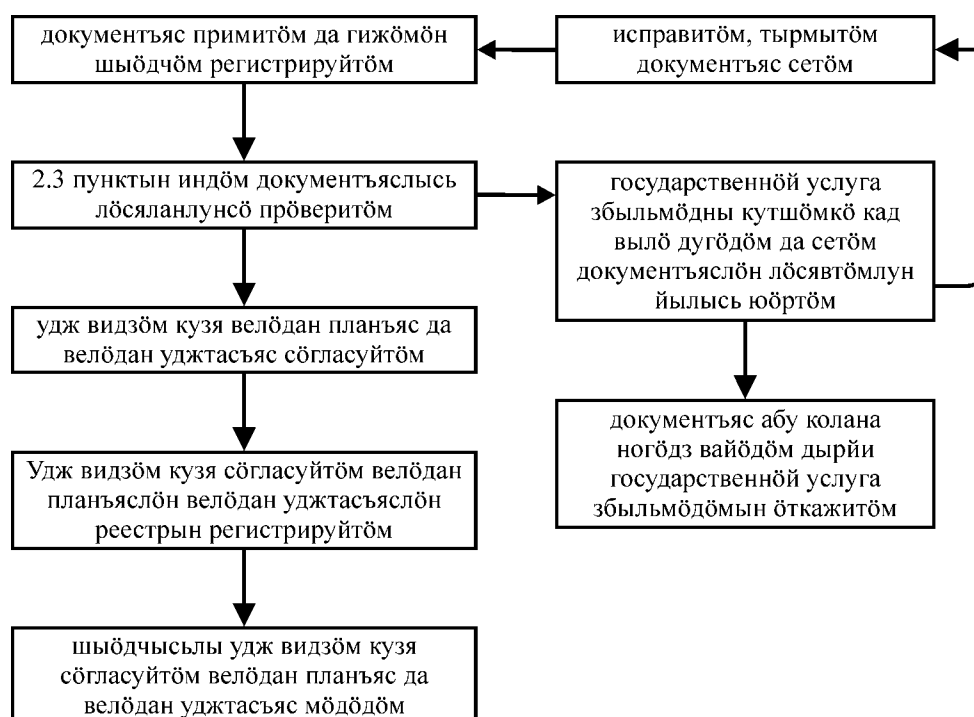 документъяс примитӧм да гижӧмӧн
шыӧдчӧм регистрируйтӧм
исправитӧм, тырмытӧм
документъяс сетӧм
2.3 пунктын индӧм документъяслысь
лӧсяланлунсӧ прӧверитӧм
государственнӧй услуга
збыльмӧдны кутшӧмкӧ кад
вылӧ дугӧдӧм да сетӧм
документъяслӧн лӧсявтӧмлун
йылысь юӧртӧм
удж видзӧм кузя велӧдан планъяс да
велӧдан уджтасъяс сӧгласуйтӧм
документъяс абу колана
ногӧдз вайӧдӧм дырйи
государственнӧй услуга
збыльмӧдӧмын ӧткажитӧм
Удж видзӧм кузя сӧгласуйтӧм велӧдан
планъяслӧн велӧдан уджтасъяслӧн
реестрын регистрируйтӧм
шыӧдчысьлы удж видзӧм кузя
сӧгласуйтӧм велӧдан планъяс да
велӧдан уджтасъяс мӧдӧдӧм